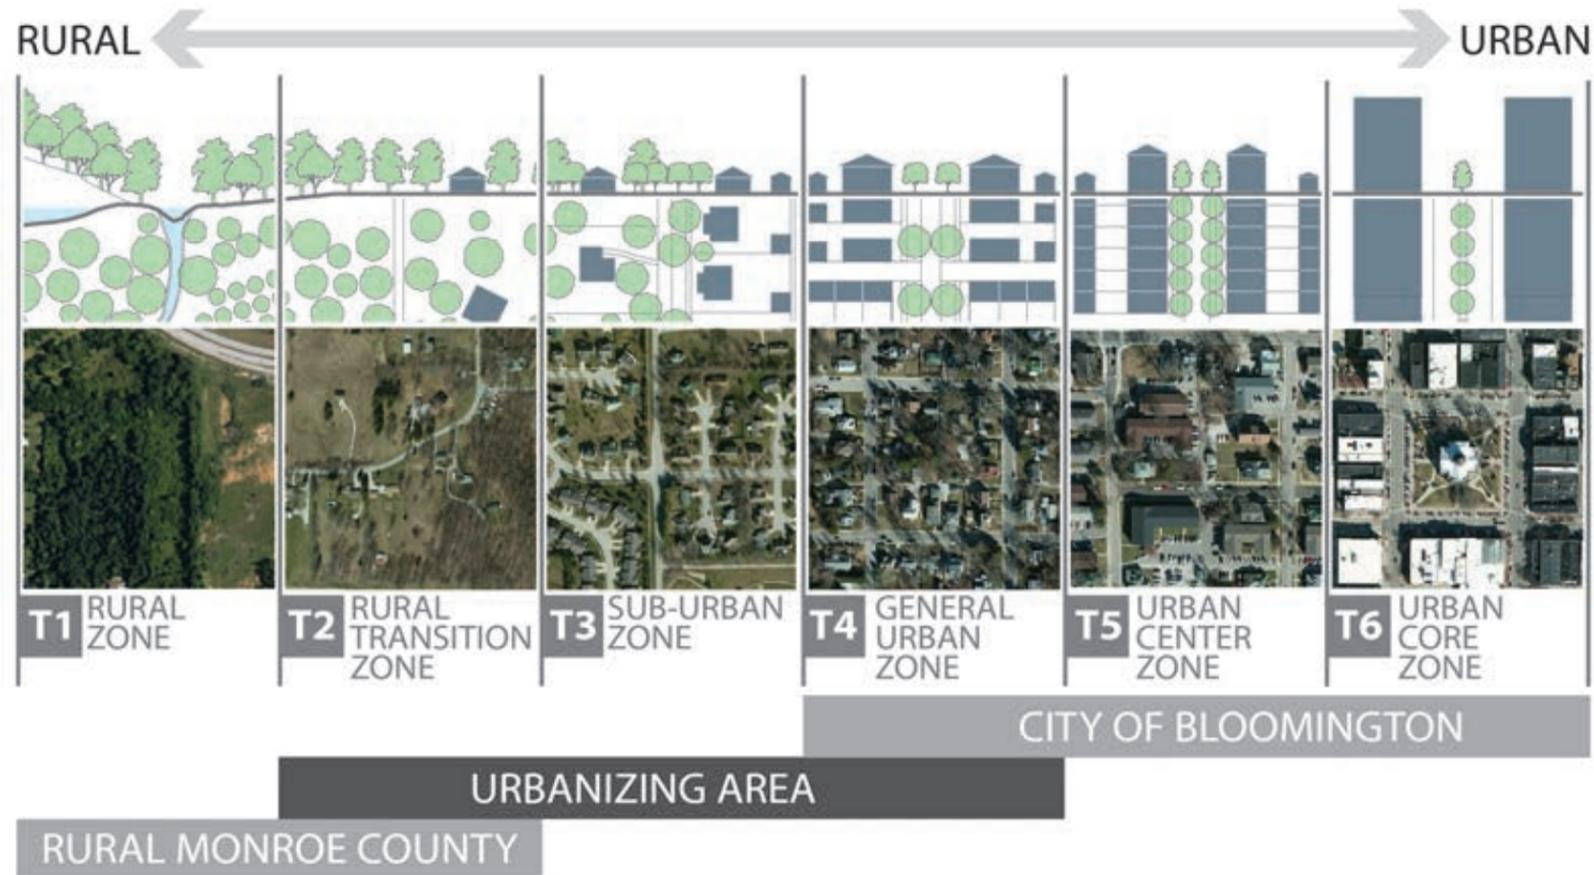 RURAL
URBAN
T1
RURAL
ZONE
T2
RURAL
TRANSITION
ZONE
T3
SUB-URBAN
ZONE
T4
GENERAL
URBAN
ZONE
T5
URBAN
CENTER
ZONE
T6
URBAN
CORE
ZONE
CITY OF BLOOMINGTON
URBANIZING AREA
RURAL MONROE COUNTY